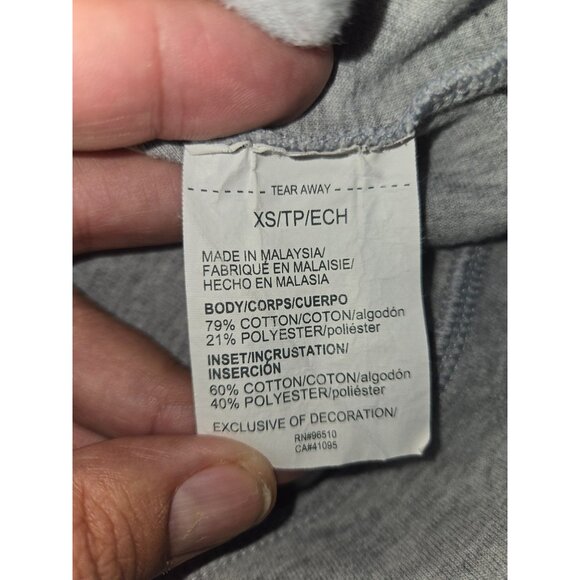 TEAR AWAY
XS/TP/ECH
MADE IN MALAYSIA/
FABRIQUÉ EN MALAISIE/
HECHO EN MALASIA
BODY/CORPS/CUERPO
79% COTTON/COTON/algodón
21% POLYESTER/poliéster
INSET/INCRUSTATION/
INSERCIÓN
60% COTTON/COTON/algodón
40% POLYESTER/poliéster
EXCLUSIVE OF DECORATION/
RN#96510
CA#41095